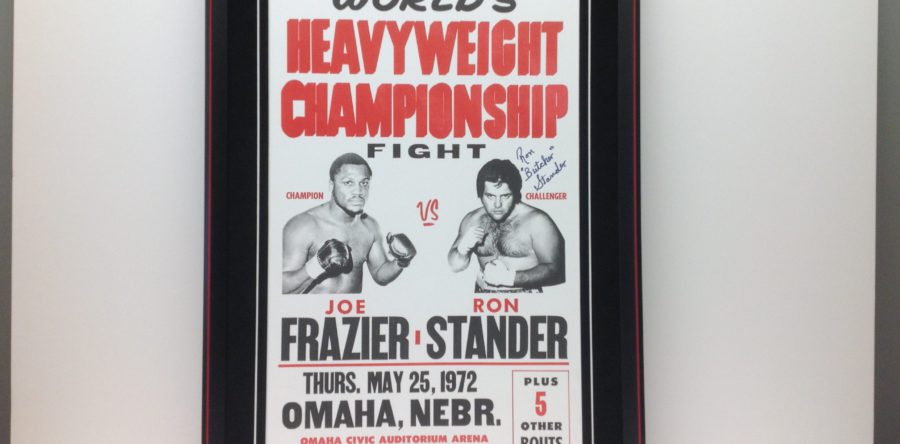 WORLD'S
HEAVYWEIGHT
CHAMPIONSHIP
FIGHT
Ron
"Butcher"
Stander
CHAMPION
VS
CHALLENGER
JOE
FRAZIER
RON
STANDER
THURS. MAY 25, 1972
OMAHA, NEBR.
OMAHA CIVIC AUDITORIUM ARENA
PLUS
5
OTHER
BOUTS